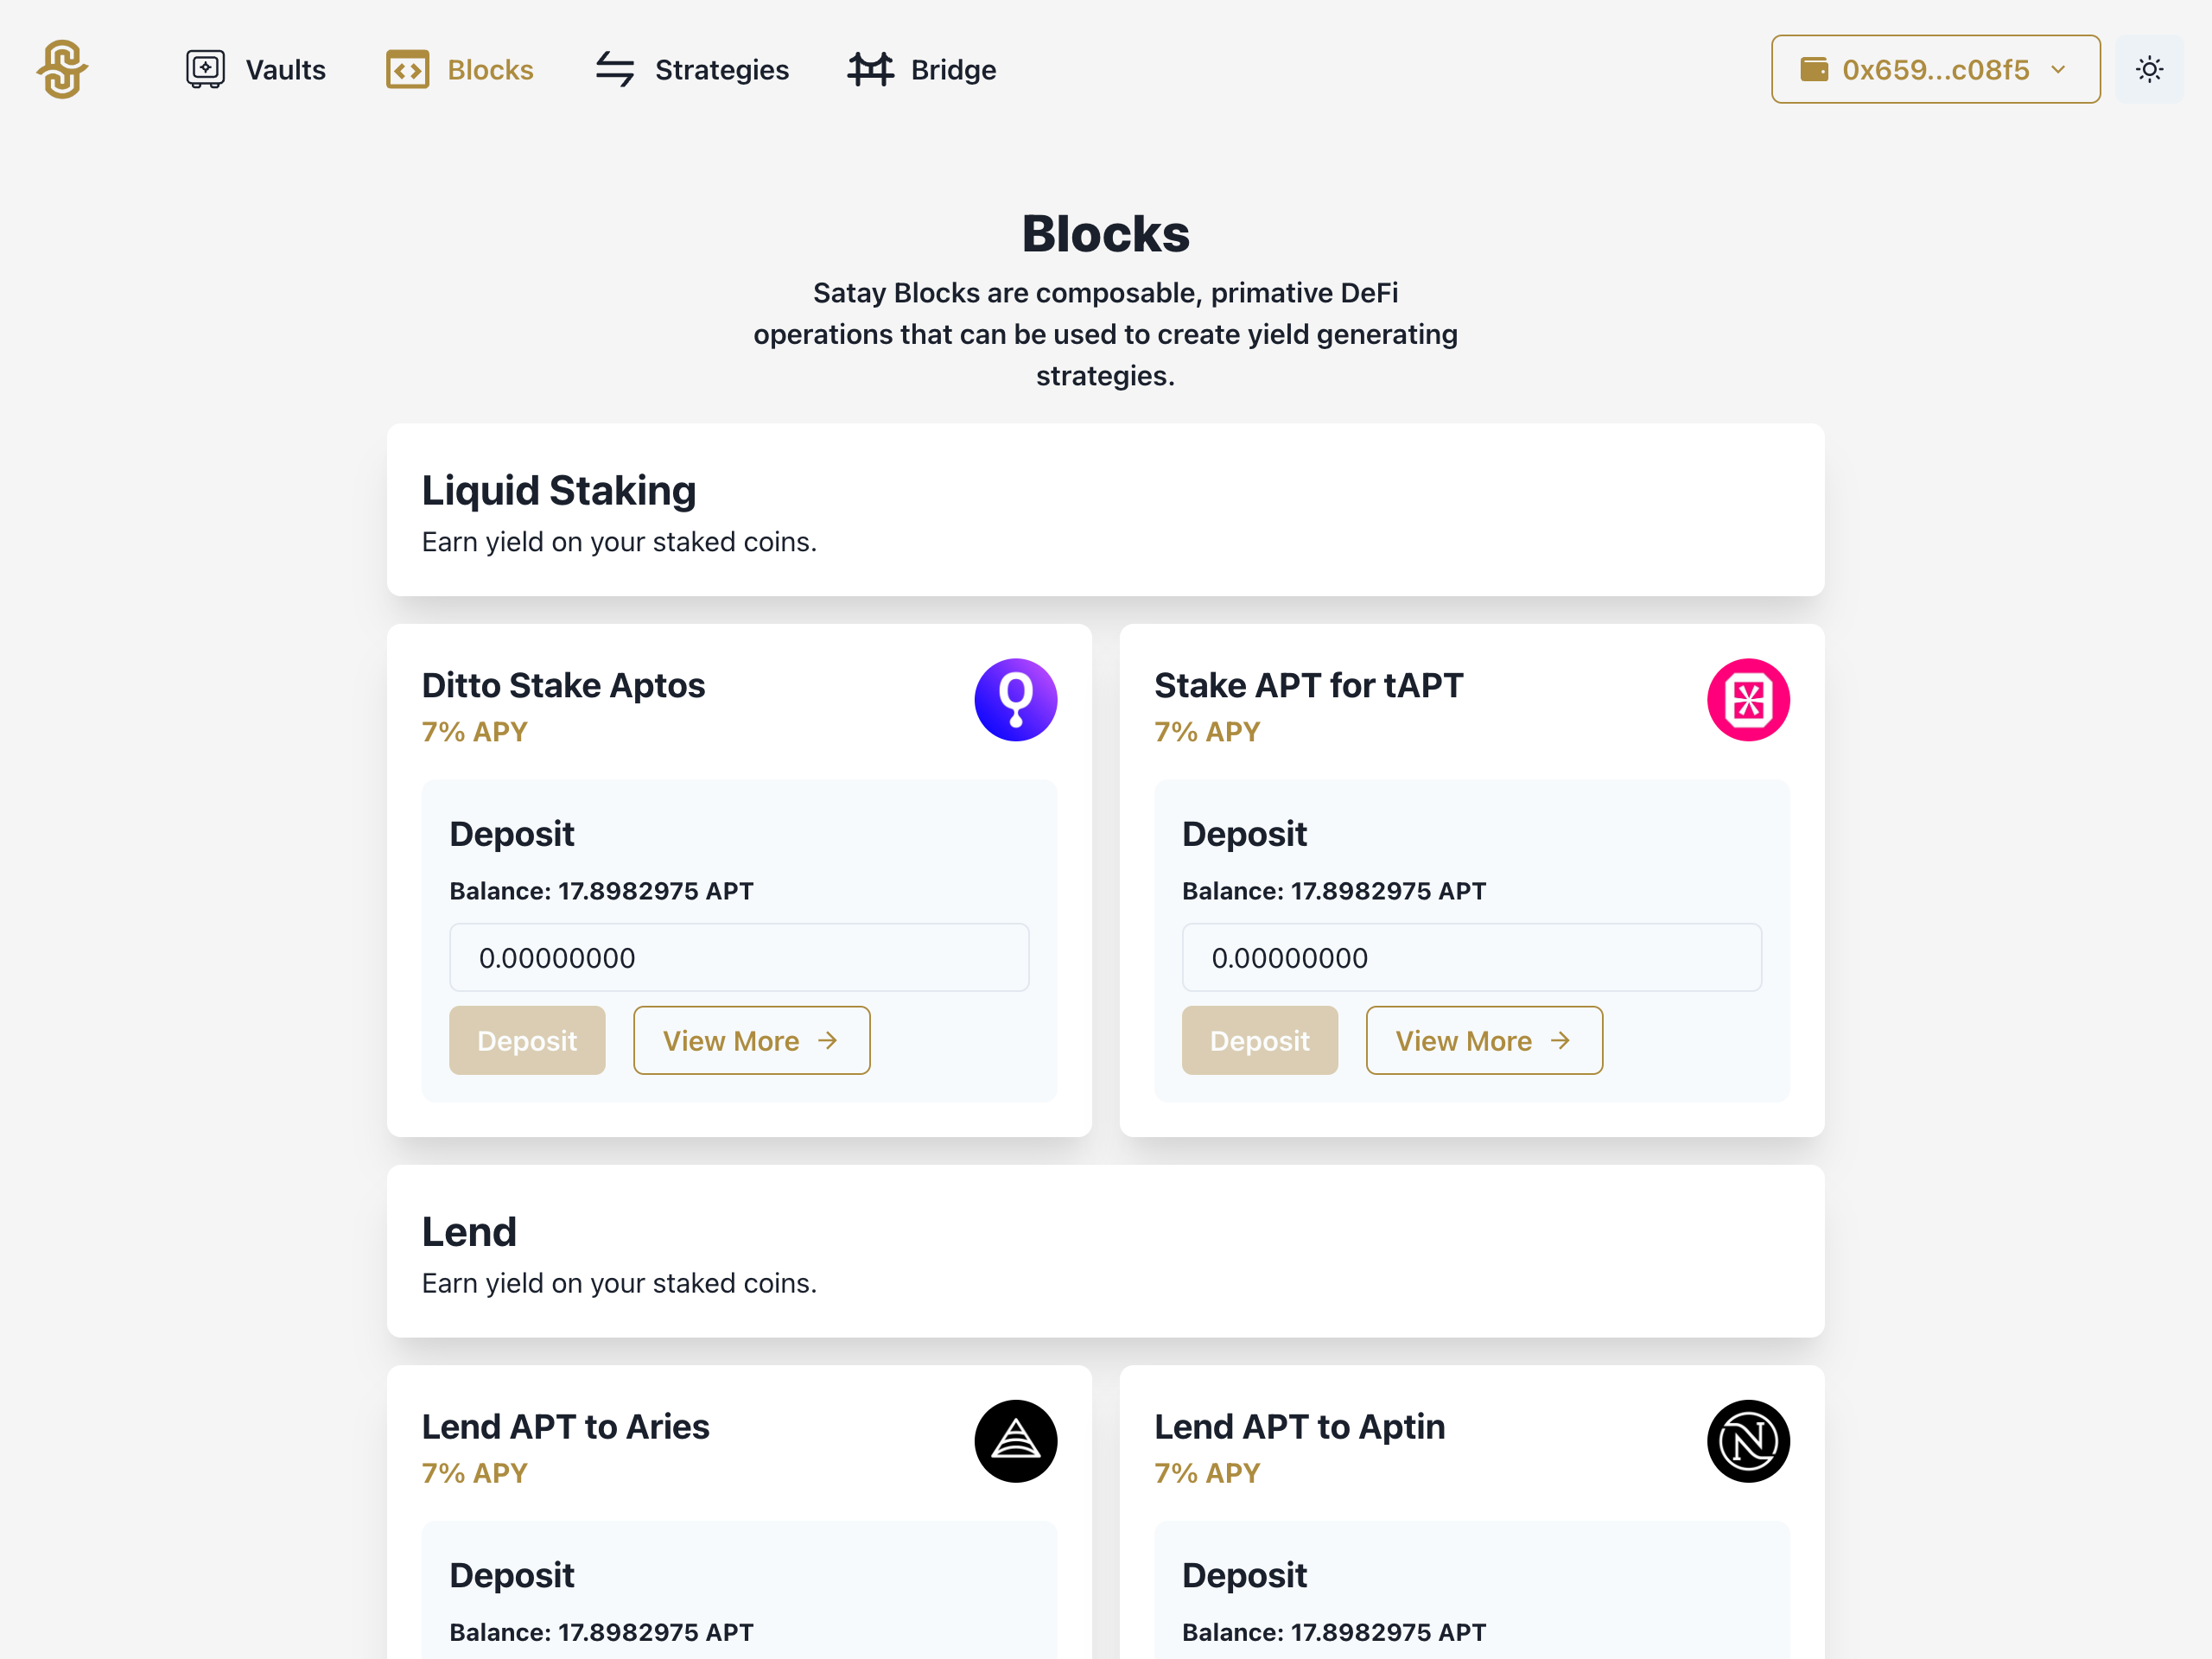 Vaults
Blocks
Strategies
Bridge
0x659...c08f5
Blocks
Satay Blocks are composable, primative DeFi
operations that can be used to create yield generating
strategies.
Liquid Staking
Earn yield on your staked coins.
Ditto Stake Aptos
7% APY
Deposit
Balance: 17.8982975 APT
0.00000000
Deposit
View More
Stake APT for tAPT
7% APY
Deposit
Balance: 17.8982975 APT
0.00000000
Deposit
View More
Lend
Earn yield on your staked coins.
Lend APT to Aries
7% APY
Deposit
Balance: 17.8982975 APT
Lend APT to Aptin
7% APY
Deposit
Balance: 17.8982975 APT